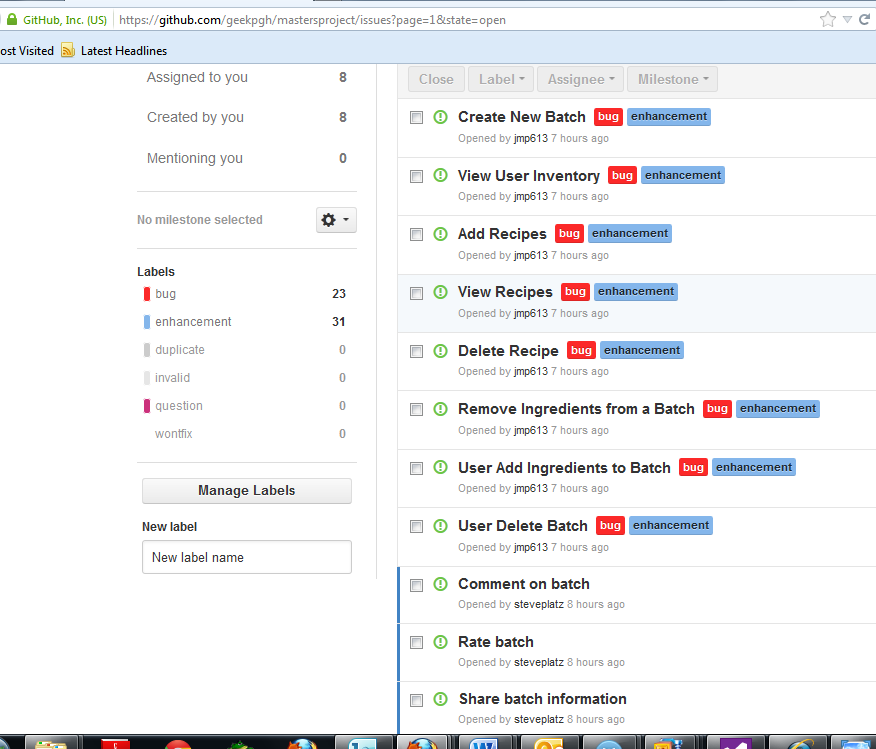 GitHub, Inc. (US) https://github.com/geekpgh/mastersproject/issues?page=1&state=open
ost Visited Latest Headlines
Assigned to you 8
Created by you 8
Mentioning you 0
No milestone selected
Labels
bug 23
enhancement 31
duplicate 0
invalid 0
question 0
wontfix 0
Manage Labels
New label
New label name
Close Label Assignee Milestone
Create New Batch bug enhancement
Opened by jmp613 7 hours ago
View User Inventory bug enhancement
Opened by jmp613 7 hours ago
Add Recipes bug enhancement
Opened by jmp613 7 hours ago
View Recipes bug enhancement
Opened by jmp613 7 hours ago
Delete Recipe bug enhancement
Opened by jmp613 7 hours ago
Remove Ingredients from a Batch bug enhancement
Opened by jmp613 7 hours ago
User Add Ingredients to Batch bug enhancement
Opened by jmp613 7 hours ago
User Delete Batch bug enhancement
Opened by jmp613 7 hours ago
Comment on batch
Opened by steveplatz 8 hours ago
Rate batch
Opened by steveplatz 8 hours ago
Share batch information
Opened by steveplatz 8 hours ago